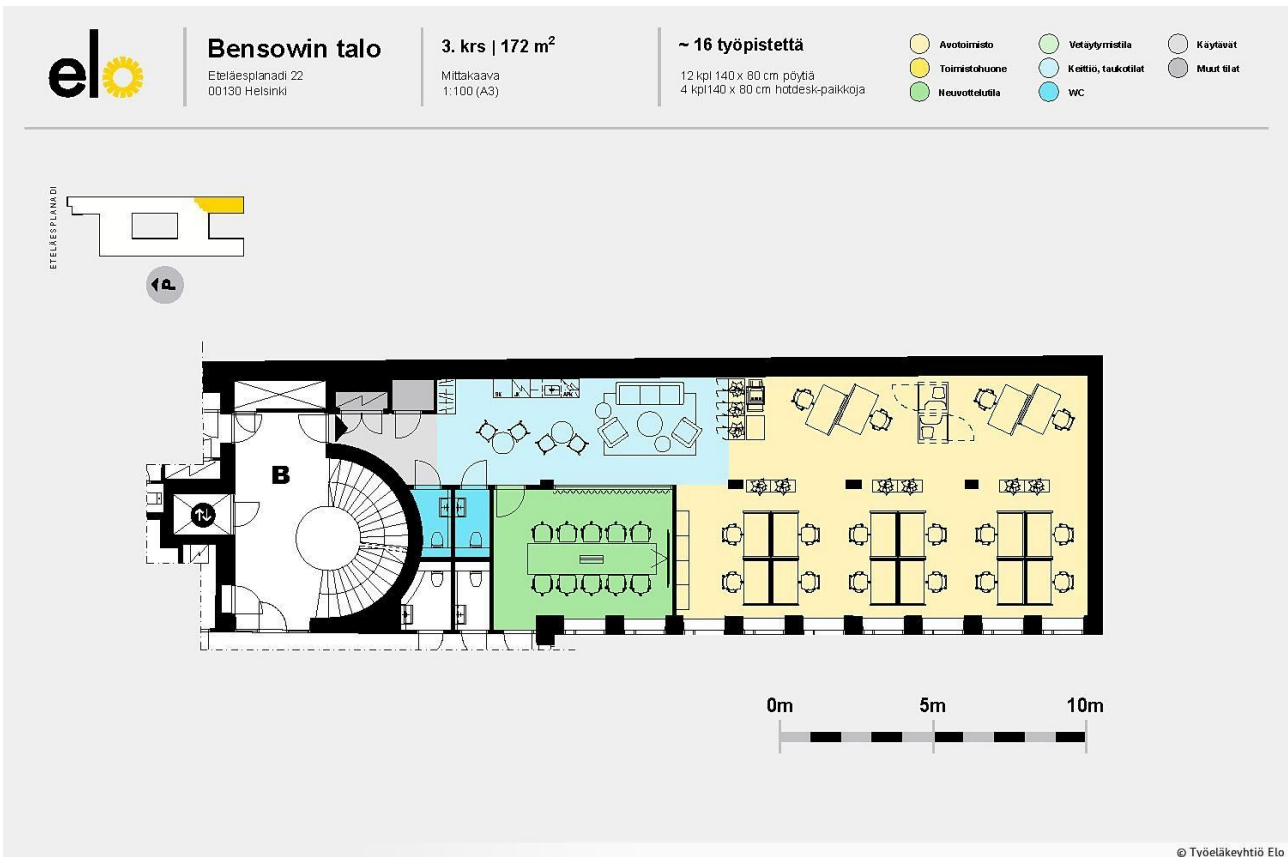 elo
Bensowin talo
Eteläesplanadi 22
00130 Helsinki
3. krs | 172 m²
Mittakaava
1:100 (A3)
~ 16 työpistettä
12 kpl 140 x 80 cm pöytiä
4 kpl140 x 80 cm hotdesk-paikkoja
Avotoimisto
Toimistohuone
Neuvottelutila
Vetäytymistila
Keittiö, taukotilat
WC
Käytävät
Muut tilat
ETELÄESPLANADI
P
B
JK
APK
0m
5m
10m
© Työeläkeyhtiö Elo